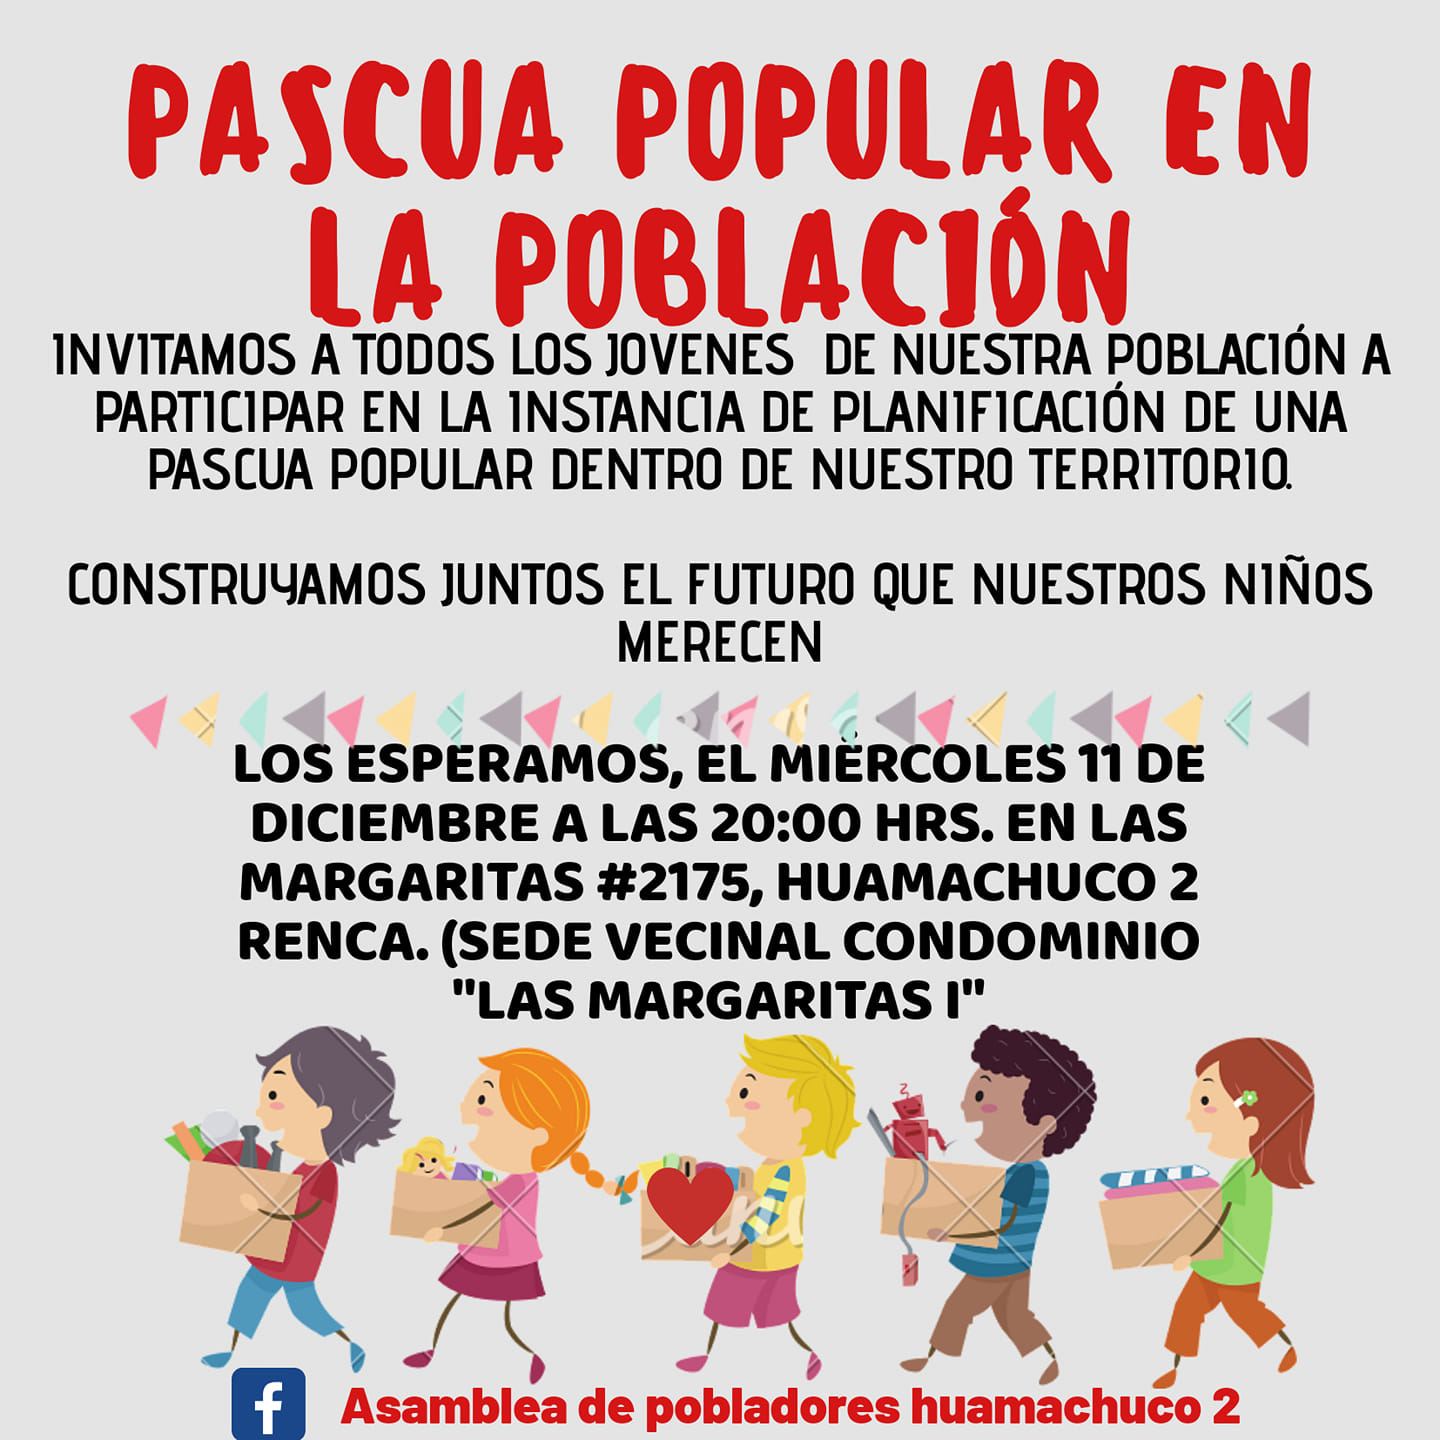 PASCUA POPULAR EN
LA POBLACIÓN
INVITAMOS A TODOS LOS JOVENES DE NUESTRA POBLACIÓN A
PARTICIPAR EN LA INSTANCIA DE PLANIFICACIÓN DE UNA
PASCUA POPULAR DENTRO DE NUESTRO TERRITORIO.
CONSTRUYAMOS JUNTOS EL FUTURO QUE NUESTROS NIÑOS
MERECEN
LOS ESPERAMOS, EL MIÉRCOLES 11 DE
DICIEMBRE A LAS 20:00 HRS. EN LAS
MARGARITAS #2175, HUAMACHUCO 2
RENCA. (SEDE VECINAL CONDOMINIO
"LAS MARGARITAS I"
Asamblea de pobladores huamachuco 2